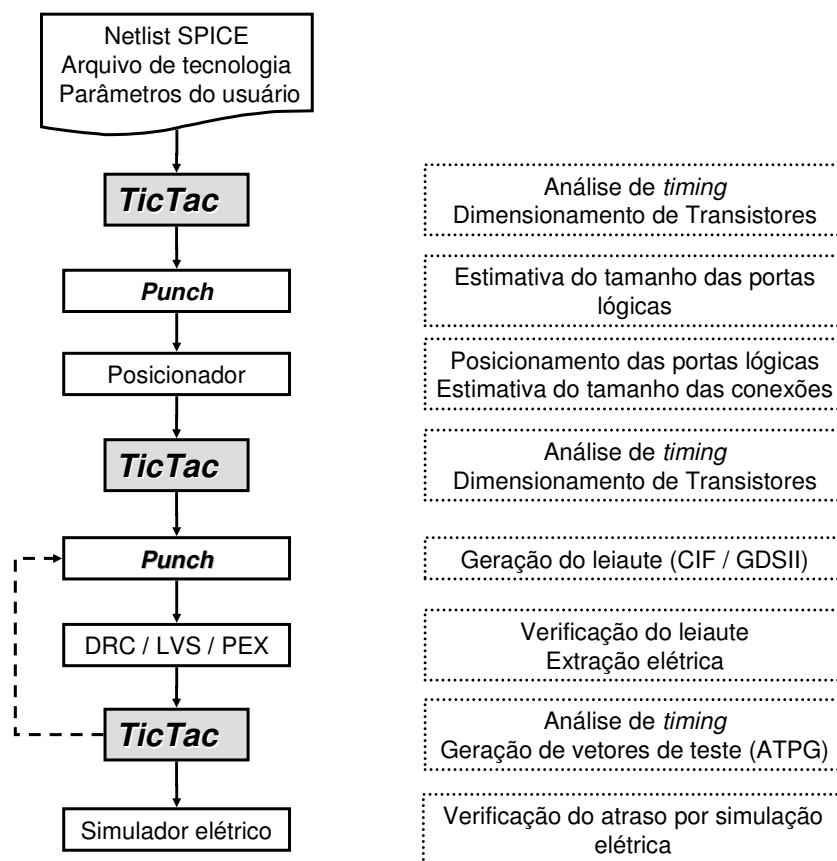 Netlist SPICE
Arquivo de tecnologia
Parâmetros do usuário
TicTac
Análise de timing
Dimensionamento de Transistores
Punch
Estimativa do tamanho das portas
lógicas
Posicionador
Posicionamento das portas lógicas
Estimativa do tamanho das conexões
TicTac
Análise de timing
Dimensionamento de Transistores
Punch
Geração do leiaute (CIF / GDSII)
DRC / LVS / PEX
Verificação do leiaute
Extração elétrica
TicTac
Análise de timing
Geração de vetores de teste (ATPG)
Simulador elétrico
Verificação do atraso por simulação
elétrica